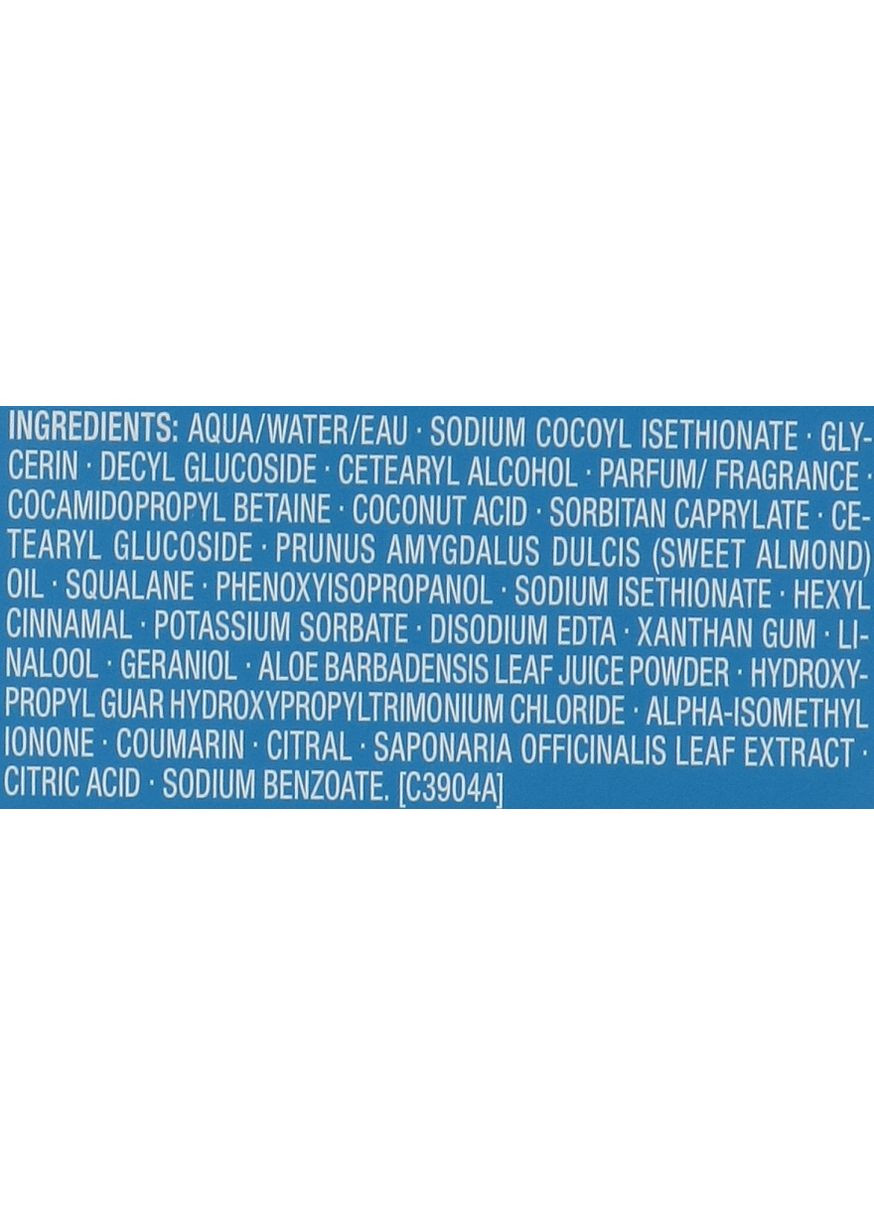 INGREDIENTS: AQUA/WATER/EAU · SODIUM COCOYL ISETHIONATE · GLY-
CERIN · DECYL GLUCOSIDE · CETEARYL ALCOHOL · PARFUM/ FRAGRANCE ·
COCAMIDOPROPYL BETAINE · COCONUT ACID · SORBITAN CAPRYLATE · CE-
TEARYL GLUCOSIDE · PRUNUS AMYGDALUS DULCIS (SWEET ALMOND)
OIL · SQUALANE · PHENOXYISOPROPANOL · SODIUM ISETHIONATE · HEXYL
CINNAMAL · POTASSIUM SORBATE · DISODIUM EDTA · XANTHAN GUM · LI-
NALOOL · GERANIOL · ALOE BARBADENSIS LEAF JUICE POWDER · HYDROXY-
PROPYL GUAR HYDROXYPROPYLTRIMONIUM CHLORIDE · ALPHA-ISOMETHYL
IONONE · COUMARIN · CITRAL · SAPONARIA OFFICINALIS LEAF EXTRACT ·
CITRIC ACID · SODIUM BENZOATE. [C3904A]